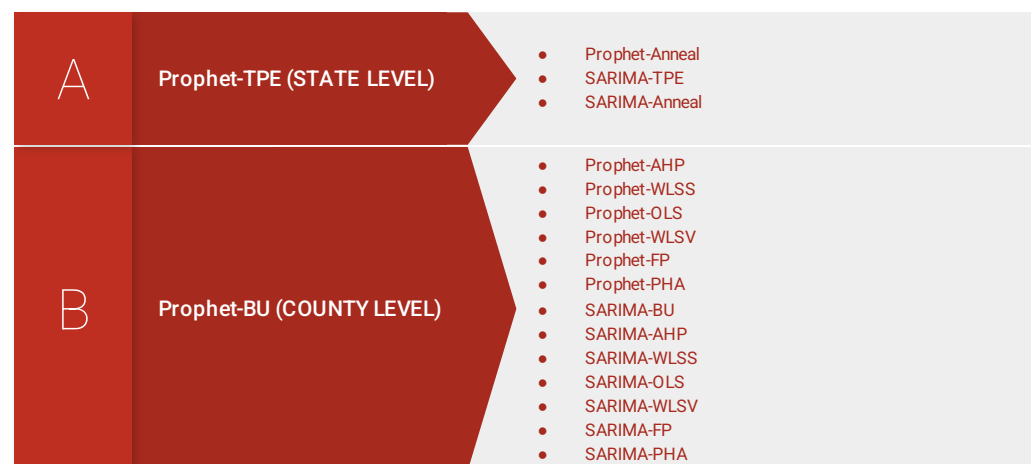 A
Prophet-TPE (STATE LEVEL)
● Prophet-Anneal
● SARIMA-TPE
● SARIMA-Anneal
B
Prophet-BU (COUNTY LEVEL)
● Prophet-AHP
● Prophet-WLSS
● Prophet-OLS
● Prophet-WLSV
● Prophet-FP
● Prophet-PHA
● SARIMA-BU
● SARIMA-AHP
● SARIMA-WLSS
● SARIMA-OLS
● SARIMA-WLSV
● SARIMA-FP
● SARIMA-PHA